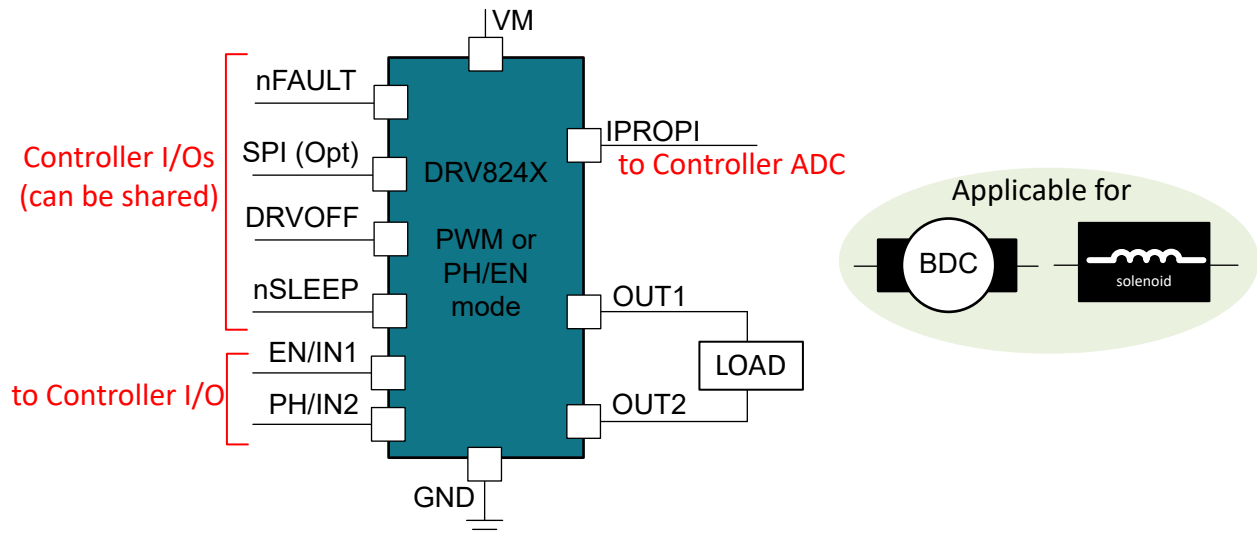 VM
nFAULT
SPI (Opt)
DRVOFF
nSLEEP
Controller I/Os
(can be shared)
EN/IN1
PH/IN2
to Controller I/O
DRV824X
PWM or
PH/EN
mode
IPROPI
to Controller ADC
OUT1
LOAD
OUT2
GND
Applicable for
BDC
solenoid